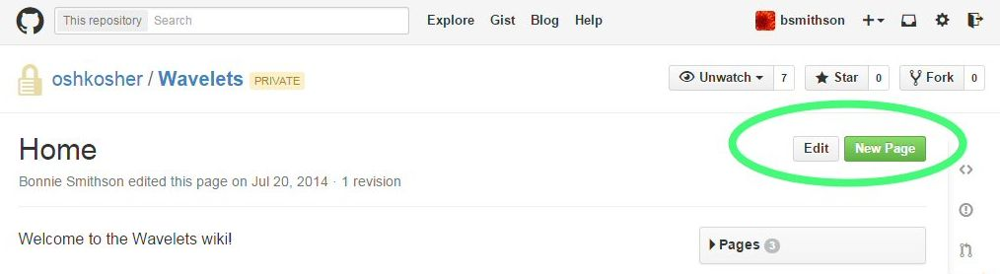 This repository Search Explore Gist Blog Help bsmithson
oshkosher / Wavelets PRIVATE Unwatch 7 Star 0 Fork 0
Home Edit New Page
Bonnie Smithson edited this page on Jul 20, 2014 · 1 revision
Welcome to the Wavelets wiki! Pages 3